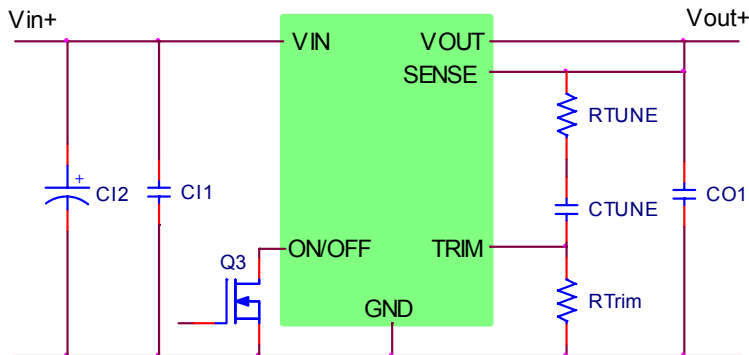 Vin+
Vout+
VIN
VOUT
SENSE
RTUNE
+
CI2
CI1
CTUNE
CO1
ON/OFF
TRIM
Q3
RTrim
GND